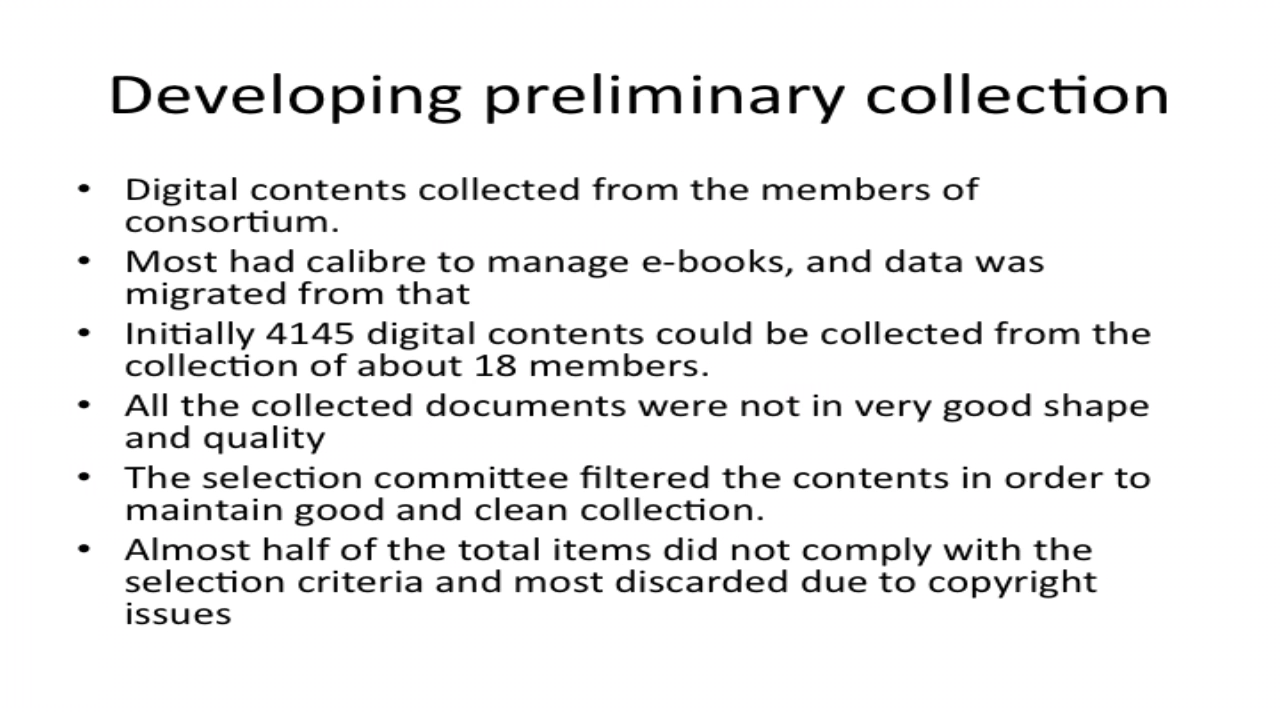 Developing preliminary collection
• Digital contents collected from the members of
consortium.
• Most had calibre to manage e-books, and data was
migrated from that
• Initially 4145 digital contents could be collected from the
collection of about 18 members.
• All the collected documents were not in very good shape
and quality
• The selection committee filtered the contents in order to
maintain good and clean collection.
• Almost half of the total items did not comply with the
selection criteria and most discarded due to copyright
issues